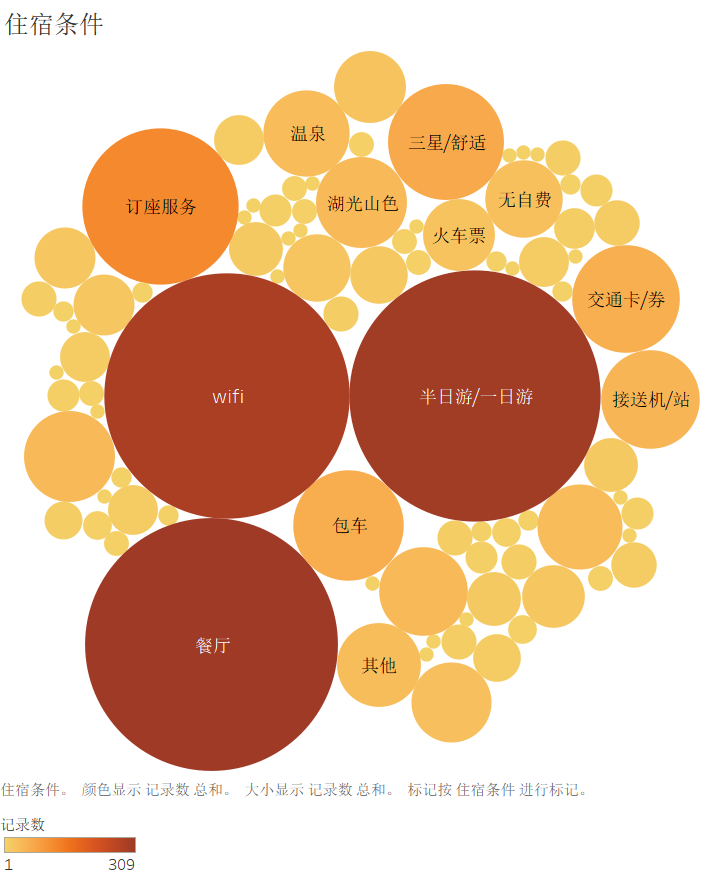 住宿条件
温泉
三星/舒适
订座服务
湖光山色
无自费
火车票
交通卡/券
wifi
半日游/一日游
接送机/站
包车
餐厅
其他
住宿条件。 颜色显示 记录数 总和。 大小显示 记录数 总和。 标记按 住宿条件 进行标记。
记录数
1 309